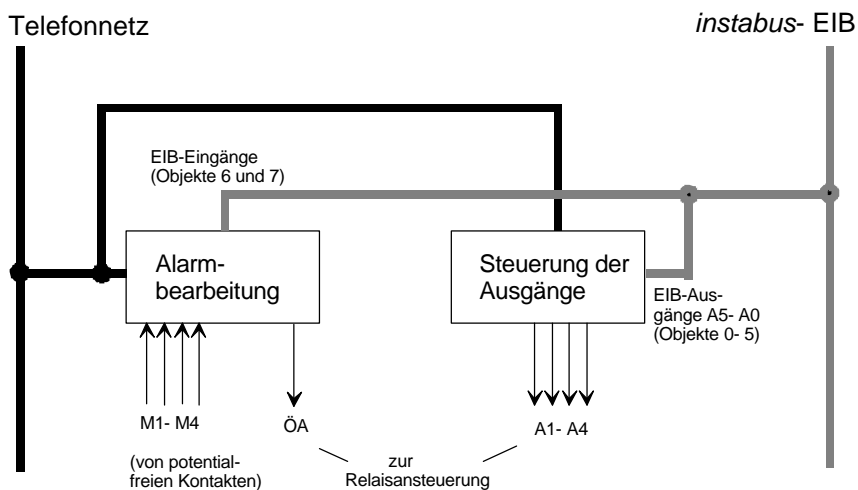 Telefonnetz
instabus- EIB
EIB-Eingänge
(Objekte 6 und 7)
Alarm-
bearbeitung
Steuerung der
Ausgänge
EIB-Aus-
gänge A5- A0
(Objekte 0- 5)
M1- M4
ÖA
A1- A4
(von potential-
freien Kontakten)
zur
Relaisansteuerung